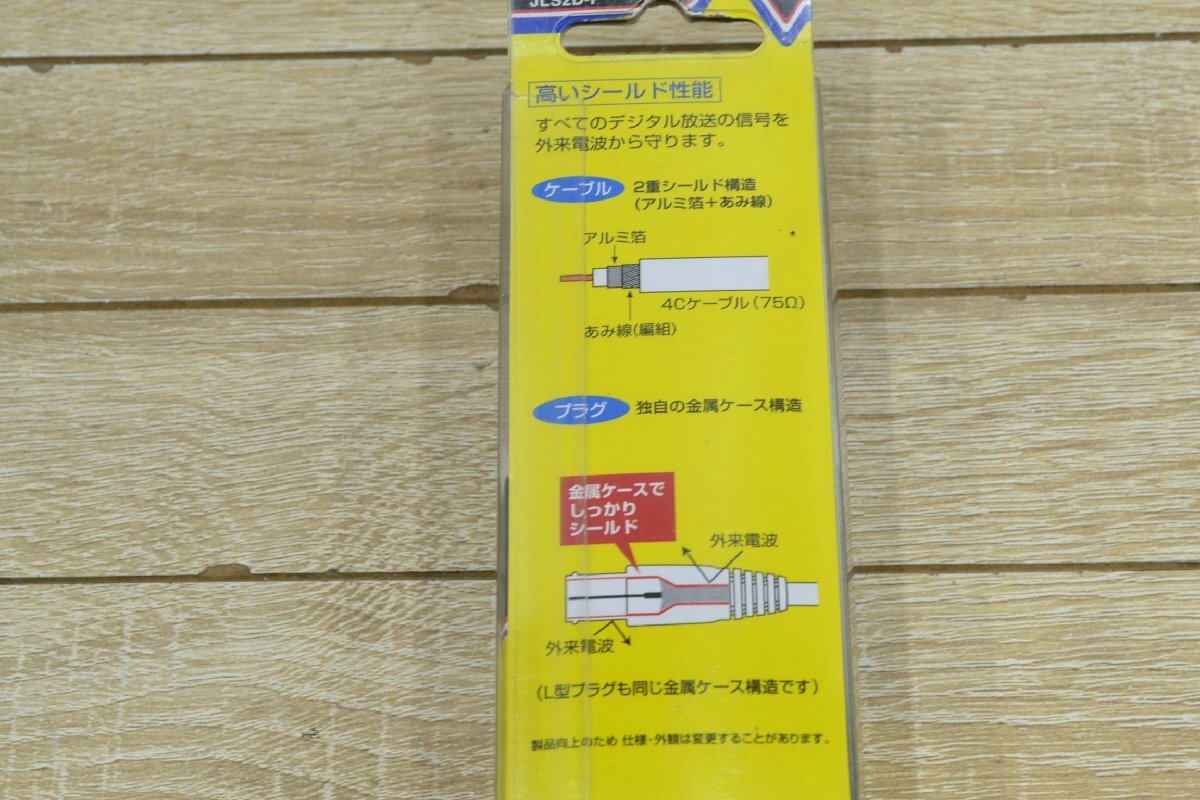 高いシールド性能
すべてのデジタル放送の信号を
外来電波から守ります。
ケーブル 2重シールド構造
(アルミ箔+あみ線)
アルミ箔
4Cケーブル(75Ω)
あみ線(編組)
プラグ 独自の金属ケース構造
金属ケースで
しっかり
シールド
外来電波
外来電波
(L型プラグも同じ金属ケース構造です)
製品向上のため 仕様・外観は変更することがあります。